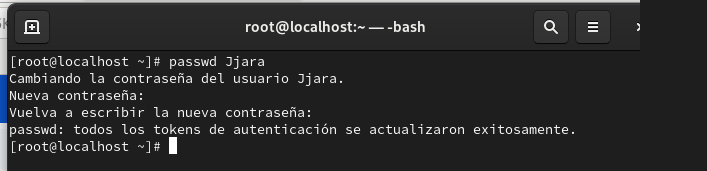 root@localhost:~ — -bash
[root@localhost ~]# passwd Jjara
Cambiando la contraseña del usuario Jjara.
Nueva contraseña:
Vuelva a escribir la nueva contraseña:
passwd: todos los tokens de autenticación se actualizaron exitosamente.
[root@localhost ~]#